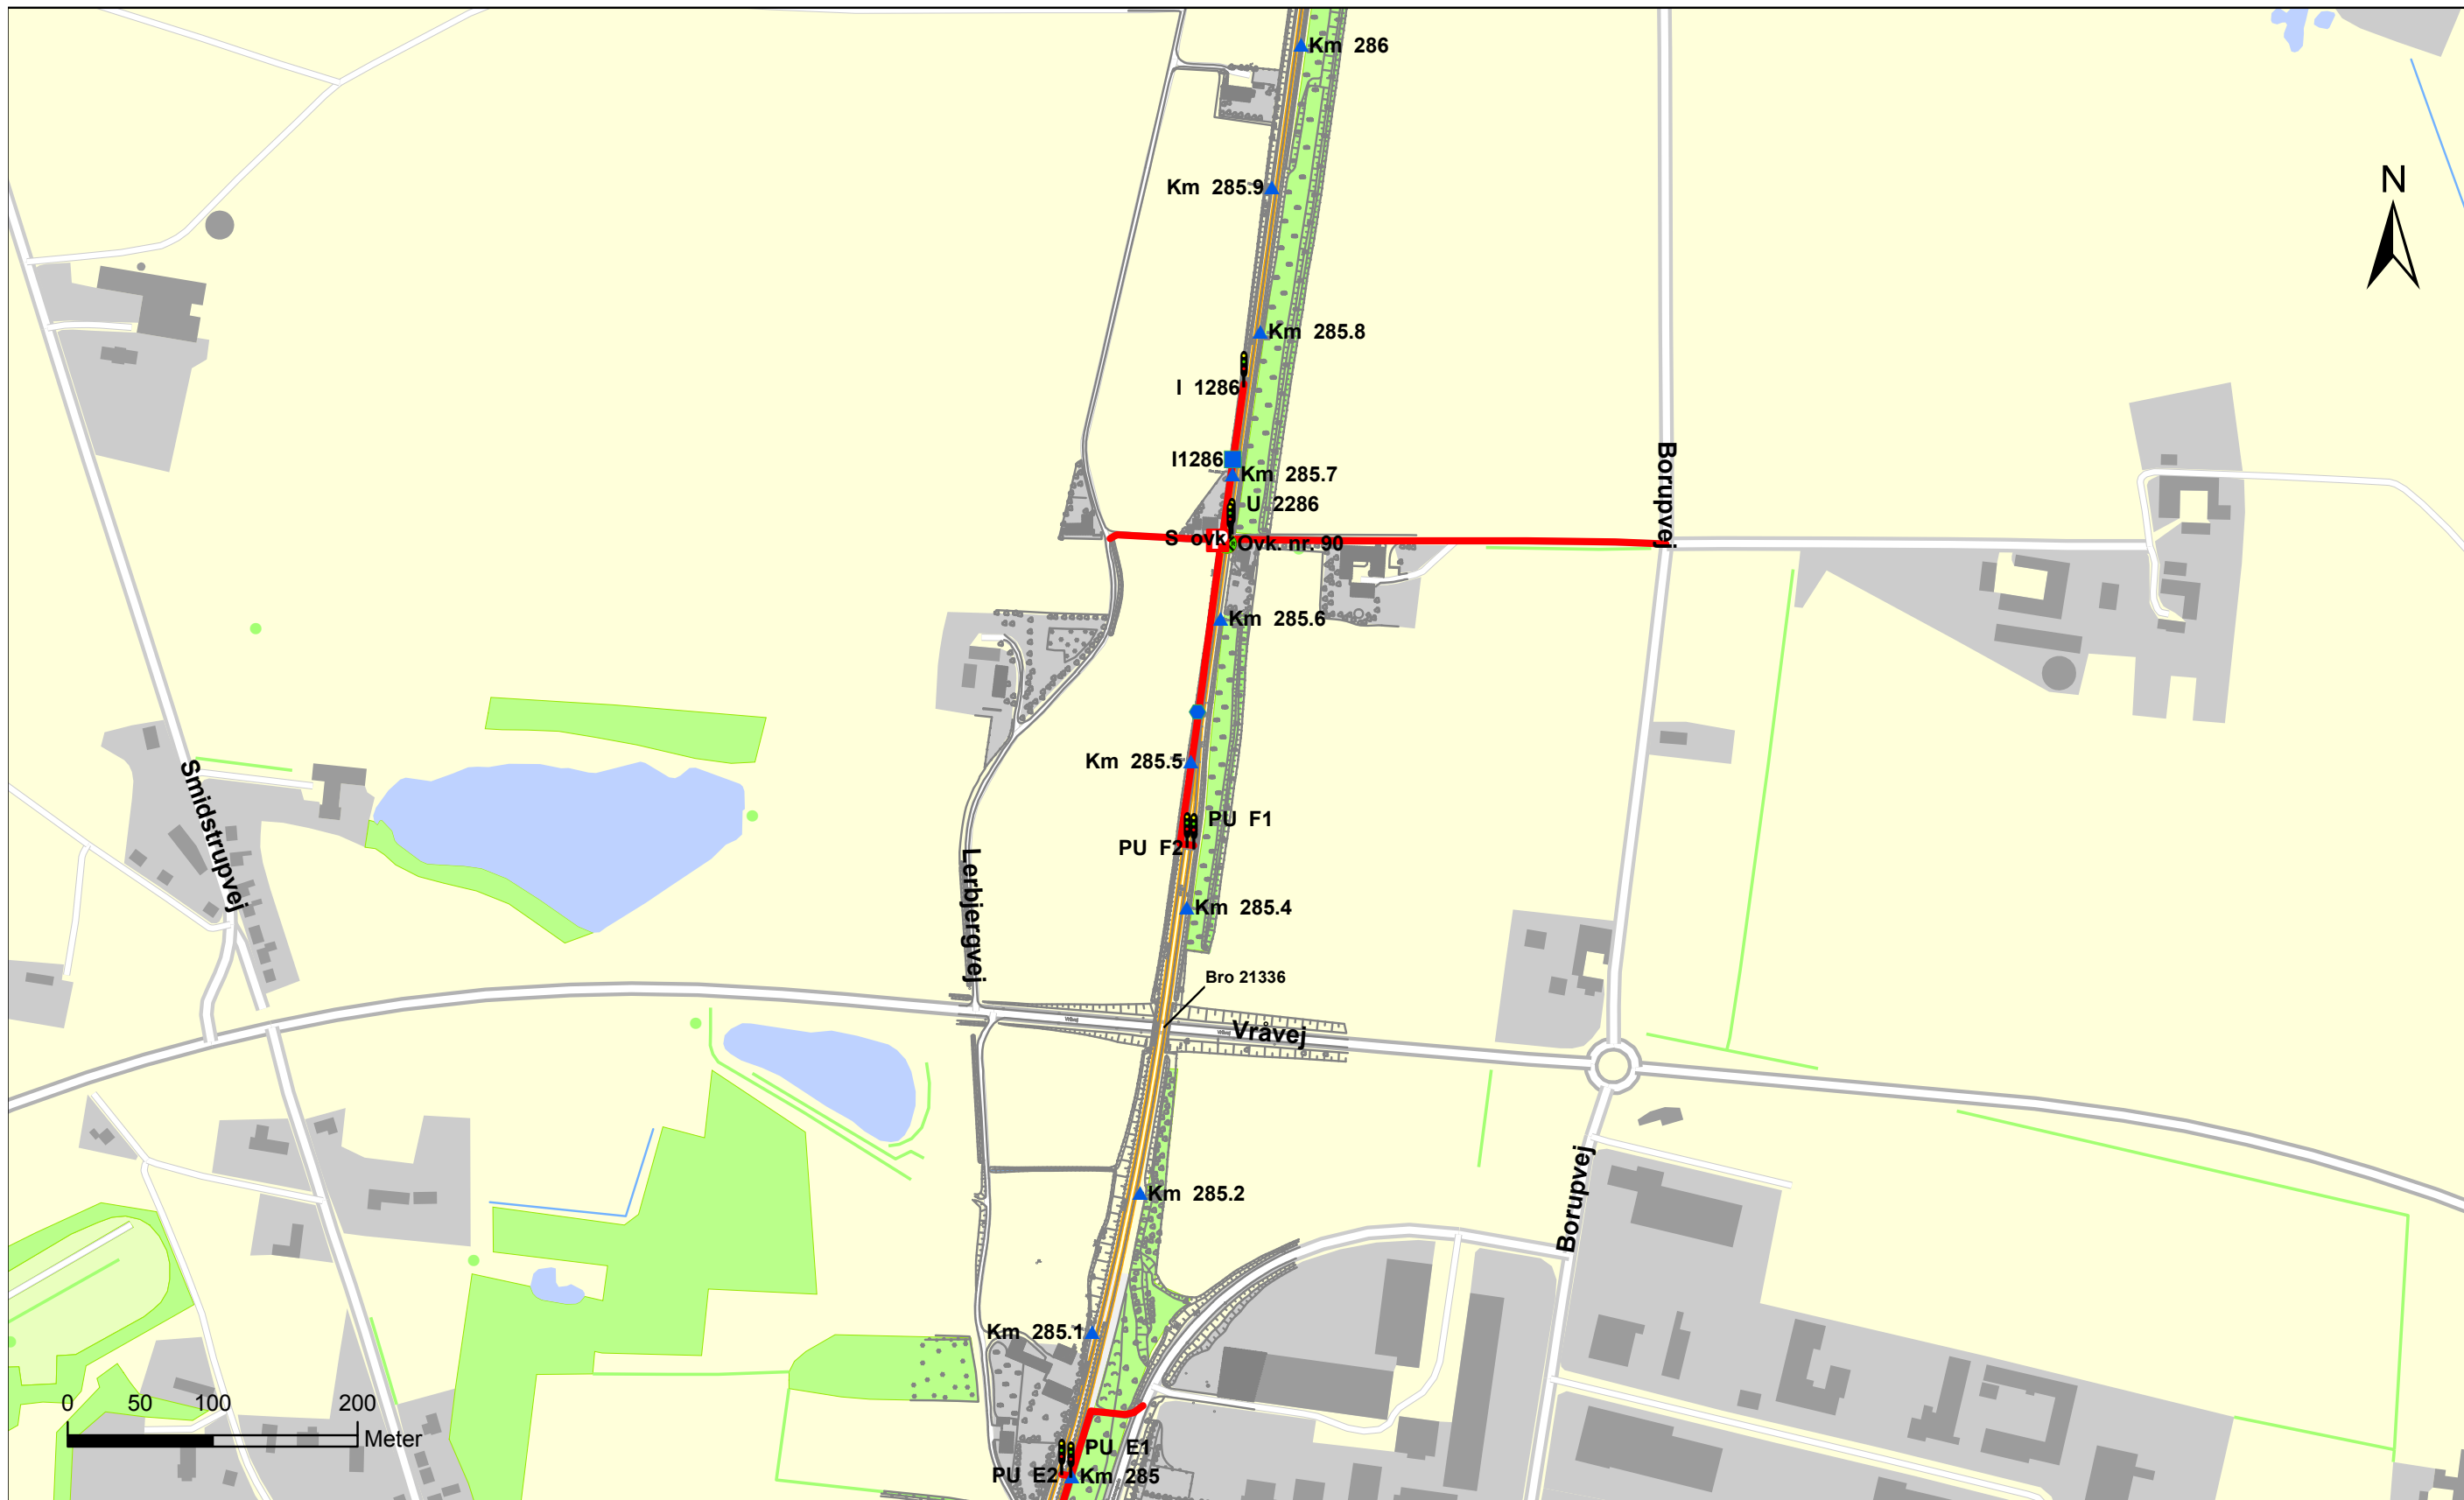 Km 286
N
Km 285.9
Km 285.8
I 1286
Borupvej
I1286
Km 285.7
U 2286
S ovk
Ovk. nr. 90
Km 285.6
Smidstrupvej
Km 285.5
PU F1
PU F2
Lerbjergvej
Km 285.4
Bro 21336
Vråvej
Borupvej
Km 285.2
Km 285.1
0 50 100 200
Meter
PU E1
PU E2
Km 285